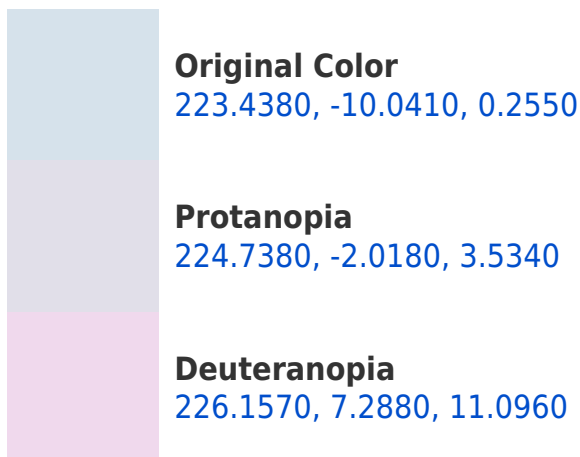 Original Color
223.4380, -10.0410, 0.2550
Protanopia
224.7380, -2.0180, 3.5340
Deuteranopia
226.1570, 7.2880, 11.0960